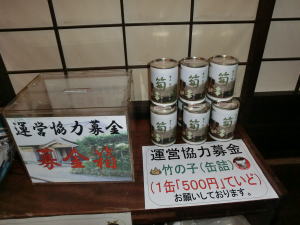 運営協力募金
募金箱
筍
筍
筍
筍
筍
筍
運営協力募金
竹の子(缶詰)
(1缶「500円」ていど)
お願いしております。